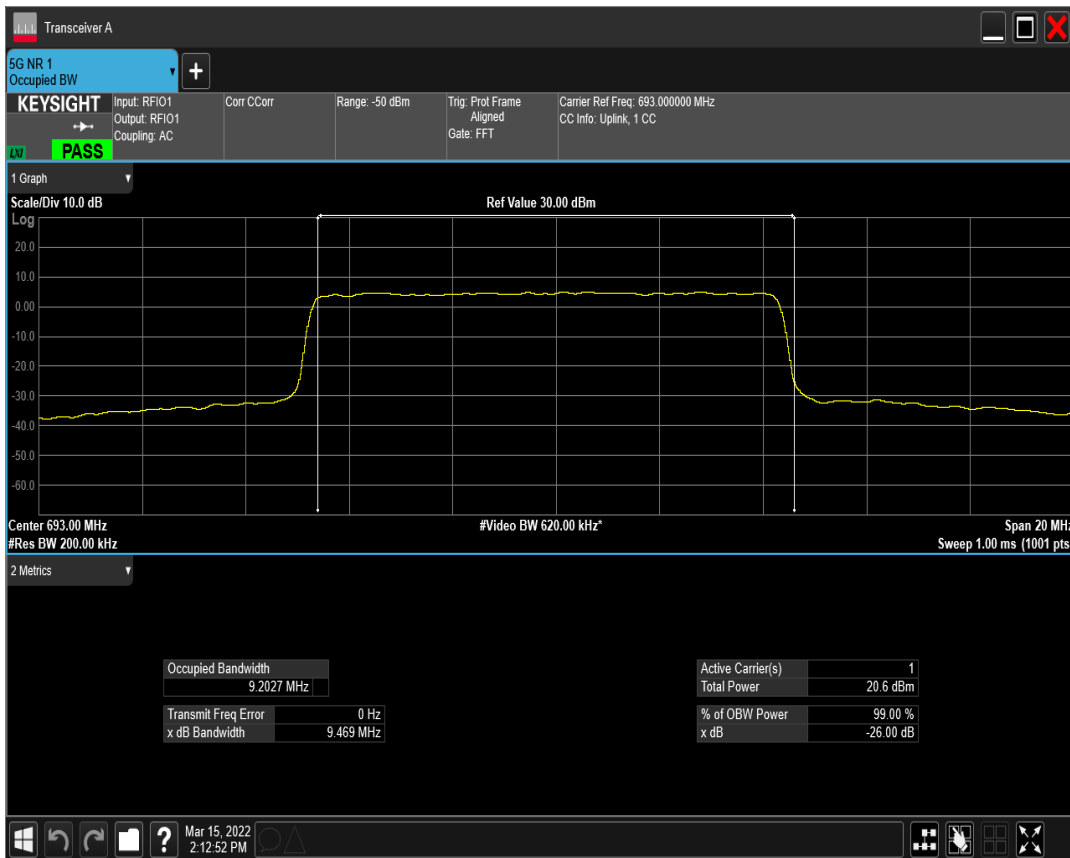 Transceiver A
5G NR 1
Occupied BW
+
KEYSIGHT
LXI
PASS
Input: RFIO1
Output: RFIO1
Coupling: AC
Corr CCorr
Range: -50 dBm
Trig: Prot Frame
Aligned
Gate: FFT
Carrier Ref Freq: 693.000000 MHz
CC Info: Uplink, 1 CC
1 Graph
Scale/Div 10.0 dB
Ref Value 30.00 dBm
Log
20.0
10.0
0.00
-10.0
-20.0
-30.0
-40.0
-50.0
-60.0
Center 693.00 MHz
#Video BW 620.00 kHz*
Span 20 MHz
#Res BW 200.00 kHz
Sweep 1.00 ms (1001 pts
2 Metrics
Occupied Bandwidth
9.2027 MHz
Transmit Freq Error 0 Hz
x dB Bandwidth 9.469 MHz
Active Carrier(s) 1
Total Power 20.6 dBm
% of OBW Power 99.00 %
x dB -26.00 dB
?
Mar 15, 2022
2:12:52 PM